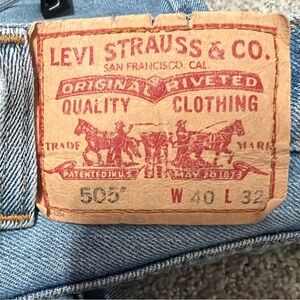 LEVI STRAUSS & CO.
SAN FRANCISCO, CAL.
ORIGINAL RIVETED
QUALITY CLOTHING
TRADE MARK
PATENTED IN U.S. MAY 20 1873
505® W 40 L 32